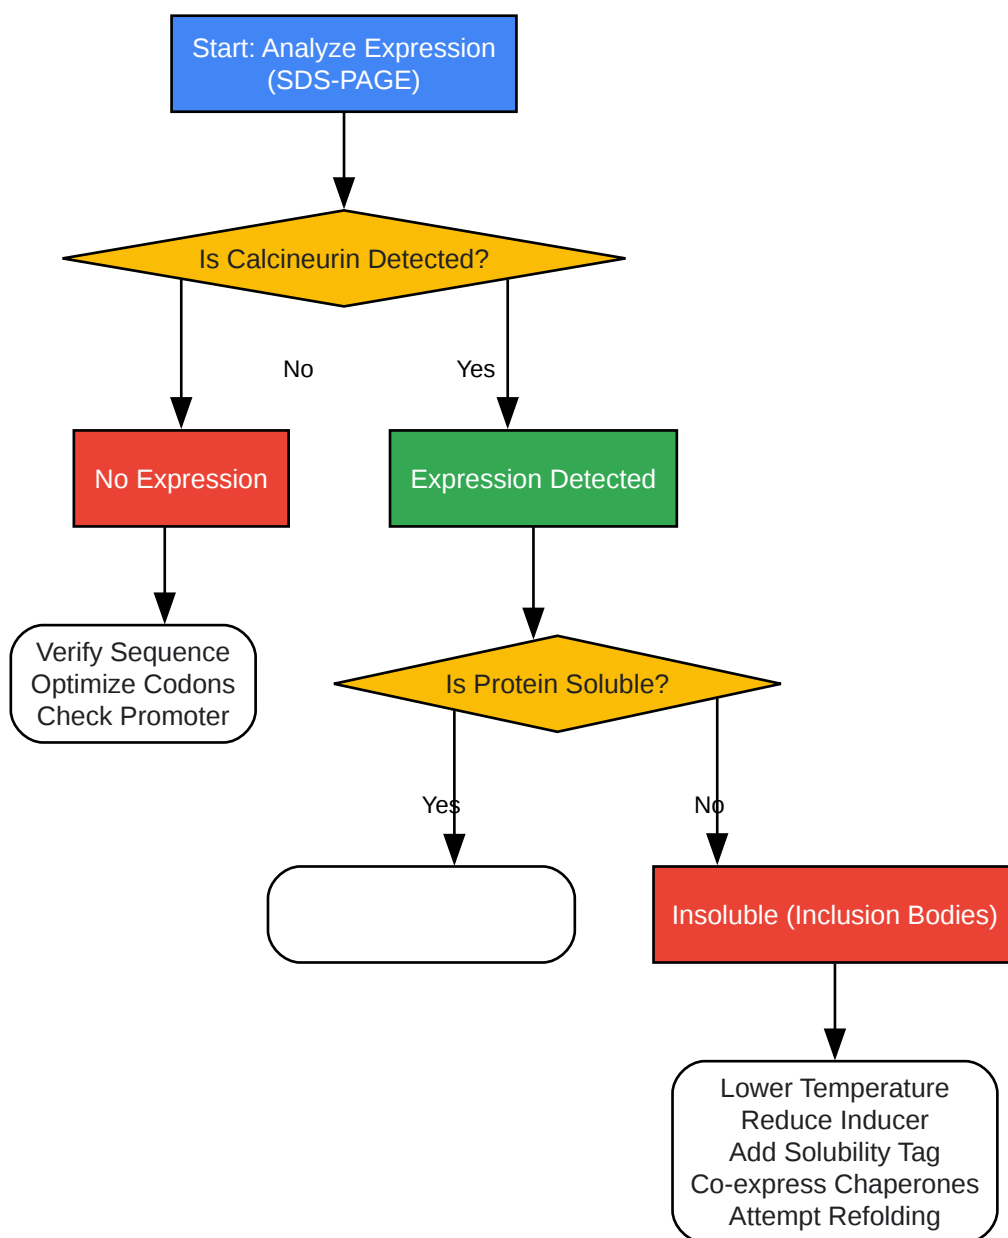 Start: Analyze Expression
(SDS-PAGE)
Is Calcineurin Detected?
No
Yes
No Expression
Expression Detected
Verify Sequence
Optimize Codons
Check Promoter
Is Protein Soluble?
Yes
No
Insoluble (Inclusion Bodies)
Lower Temperature
Reduce Inducer
Add Solubility Tag
Co-express Chaperones
Attempt Refolding